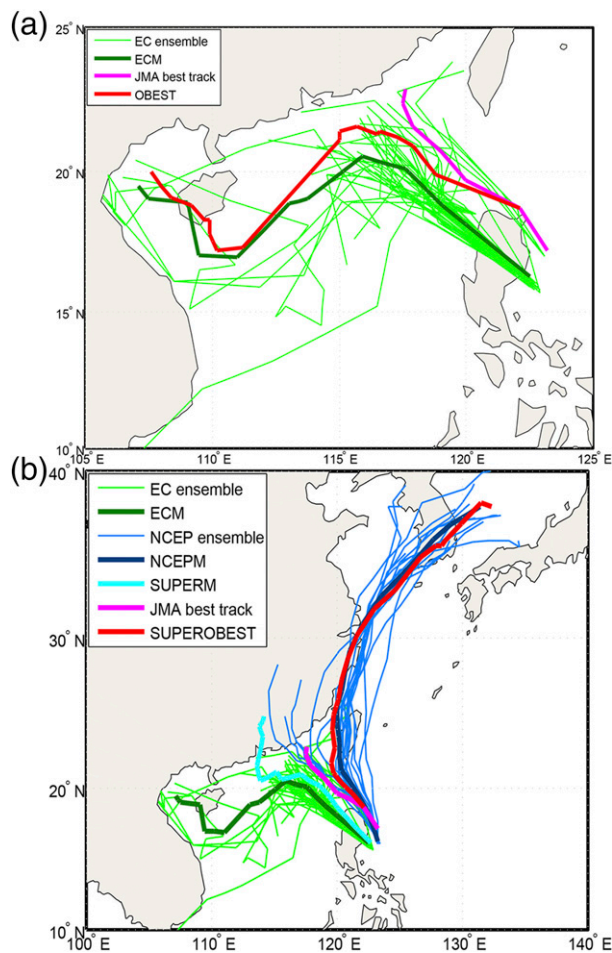 (a)
25° N
20° N
15° N
10° N
105° E
110° E
115° E
120° E
125° E
EC ensemble
ECM
JMA best track
OBEST
(b)
40° N
30° N
20° N
10° N
100° E
110° E
120° E
130° E
140° E
EC ensemble
ECM
NCEP ensemble
NCEPM
SUPERM
JMA best track
SUPEROBEST